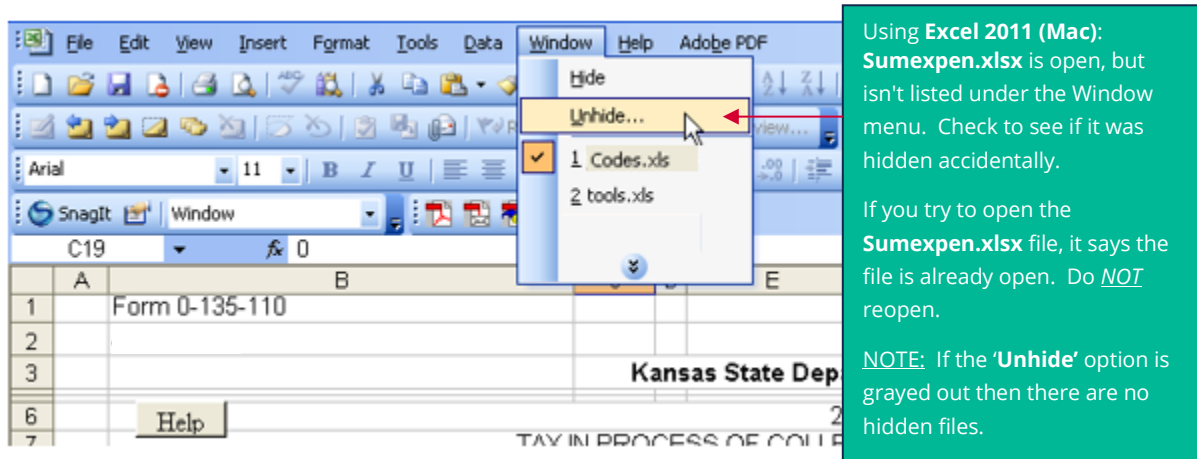 File Edit View Insert Format Tools Data Window Help Adobe PDF
Hide
Unhide...
1 Codes.xls
2 tools.xls
Arial 11 B I U
SnagIt Window
C19 fx 0
A B E
1 Form 0-135-110
2
3 Kansas State Dep
6 Help 2
7 TAX IN PROCESS OF COLLE
Using Excel 2011 (Mac):
Sumexpen.xlsx is open, but
isn't listed under the Window
menu. Check to see if it was
hidden accidentally.
If you try to open the
Sumexpen.xlsx file, it says the
file is already open. Do NOT
reopen.
NOTE: If the ‘Unhide’ option is
grayed out then there are no
hidden files.